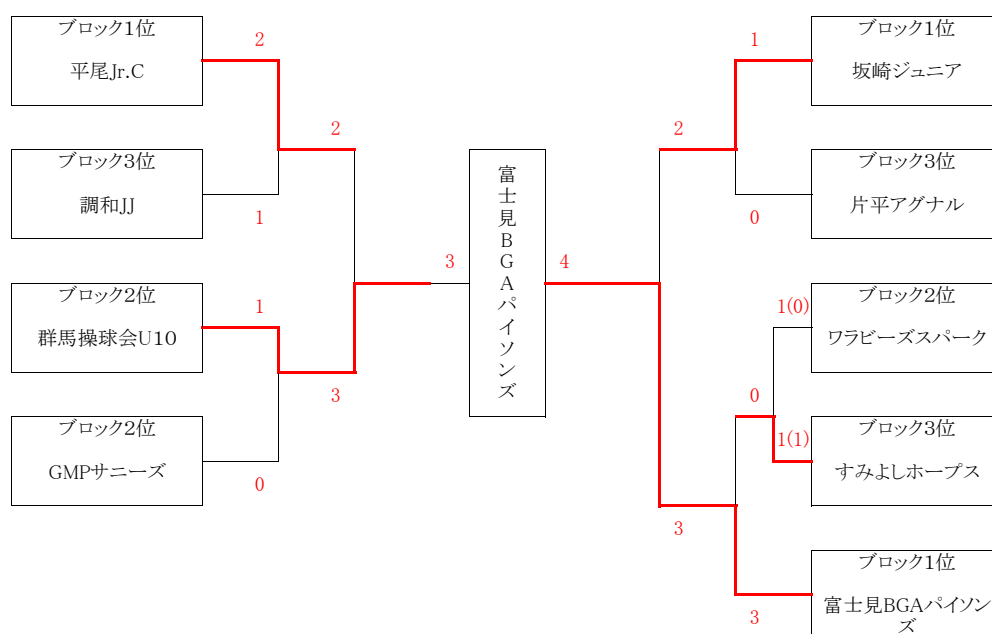 ブロック1位
平尾Jr.C
2
2
ブロック3位
調和JJ
1
ブロック2位
群馬操球会U10
1
3
ブロック2位
GMPサニーズ
0
3
富士見BGAパイソンズ
4
ブロック1位
坂崎ジュニア
1
2
ブロック3位
片平アグナル
0
ブロック2位
ワラビーズスパーク
1(0)
0
ブロック3位
すみよしホープス
1(1)
3
ブロック1位
富士見BGAパイソン
ズ
3